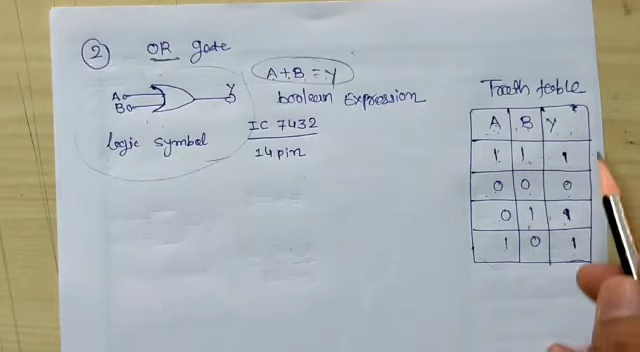 2 OR gate
A+B=Y
boolean Expression
A
B
Y
logic symbol
IC 7432
14 pin
Truth table
A B Y
1 1 1
0 0 0
0 1 1
1 0 1